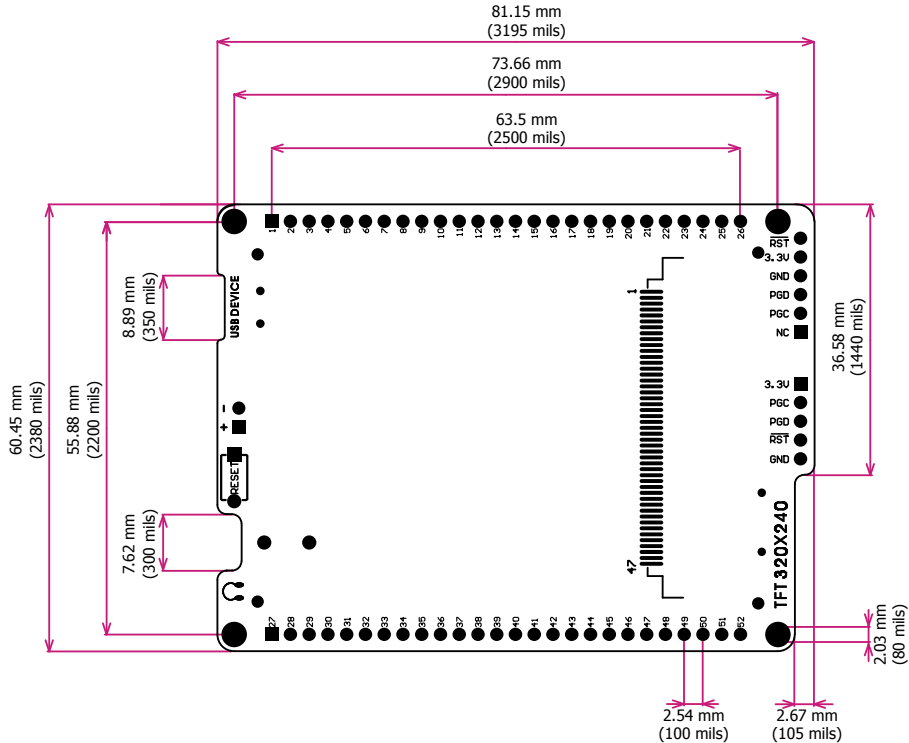 81.15 mm
(3195 mils)
73.66 mm
(2900 mils)
63.5 mm
(2500 mils)
1 2 3 4 5 6 7 8 9 10 11 12 13 14 15 16 17 18 19 20 21 22 23 24 25 26
RST
3.3V
GND
PGD
PGC
NC
3.3V
PGC
PGD
RST
GND
36.58 mm
(1440 mils)
USB DEVICE
8.89 mm
(350 mils)
60.45 mm
(2380 mils)
55.88 mm
(2200 mils)
-
+
RESET
7.62 mm
(300 mils)
1
47
TFT320X240
27 28 29 30 31 32 33 34 35 36 37 38 39 40 41 42 43 44 45 46 47 48 49 50 51 52
2.03 mm
(80 mils)
2.54 mm
(100 mils)
2.67 mm
(105 mils)